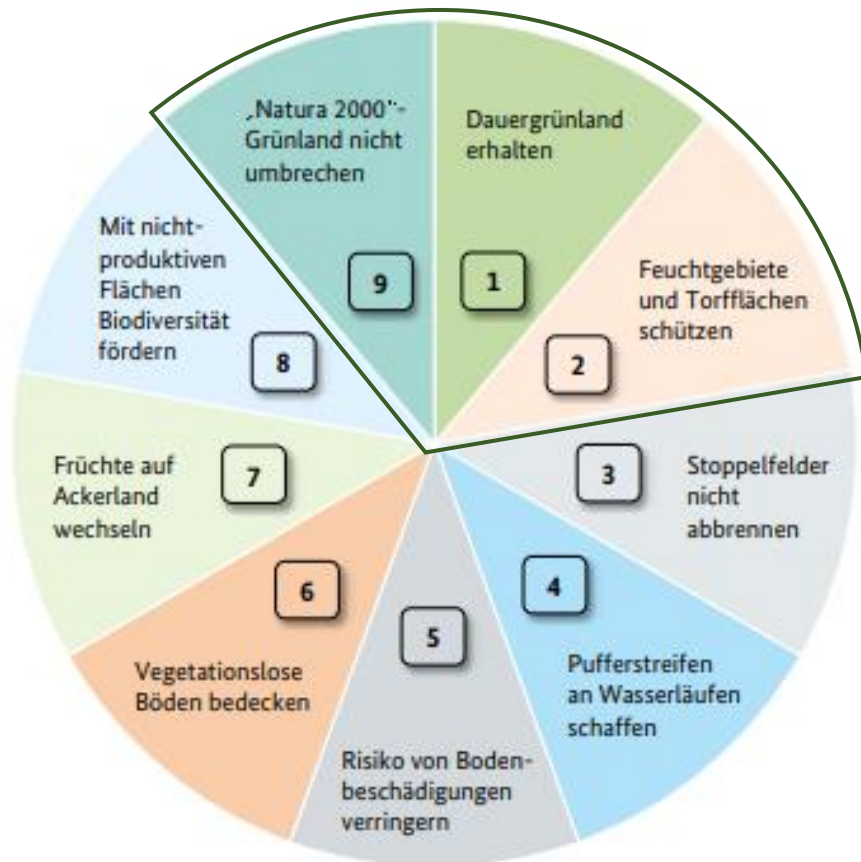 Dauergrünland
erhalten
1
Feuchtgebiete
und Torfflächen
schützen
2
Stoppelfelder
nicht
abbrennen
3
Pufferstreifen
an Wasserläufen
schaffen
4
Risiko von Boden-
beschädigungen
verringern
5
Vegetationslose
Böden bedecken
6
Früchte auf
Ackerland
wechseln
7
Mit nicht-
produktiven
Flächen
Biodiversität
fördern
8
„Natura 2000“-
Grünland nicht
umbrechen
9